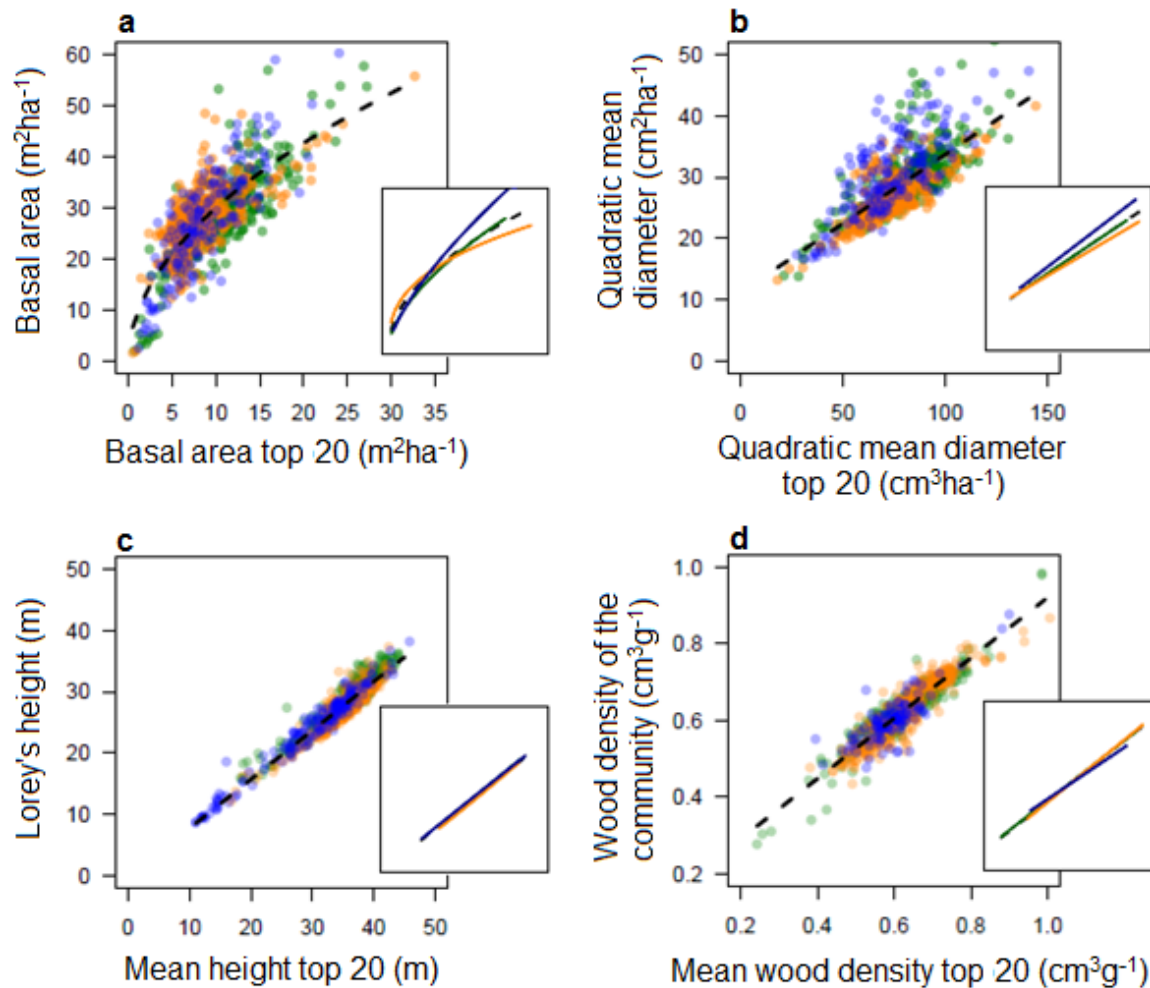 a
Basal area (m²ha⁻¹)
60
50
40
30
20
10
0
0 5 10 15 20 25 30 35
Basal area top 20 (m²ha⁻¹)
b
Quadratic mean
diameter (cm²ha⁻¹)
50
40
30
20
10
0
0 50 100 150
Quadratic mean diameter
top 20 (cm³ha⁻¹)
c
Lorey's height (m)
50
40
30
20
10
0
0 10 20 30 40 50
Mean height top 20 (m)
d
Wood density of the
community (cm³g⁻¹)
1.0
0.8
0.6
0.4
0.2
0.2 0.4 0.6 0.8 1.0
Mean wood density top 20 (cm³g⁻¹)